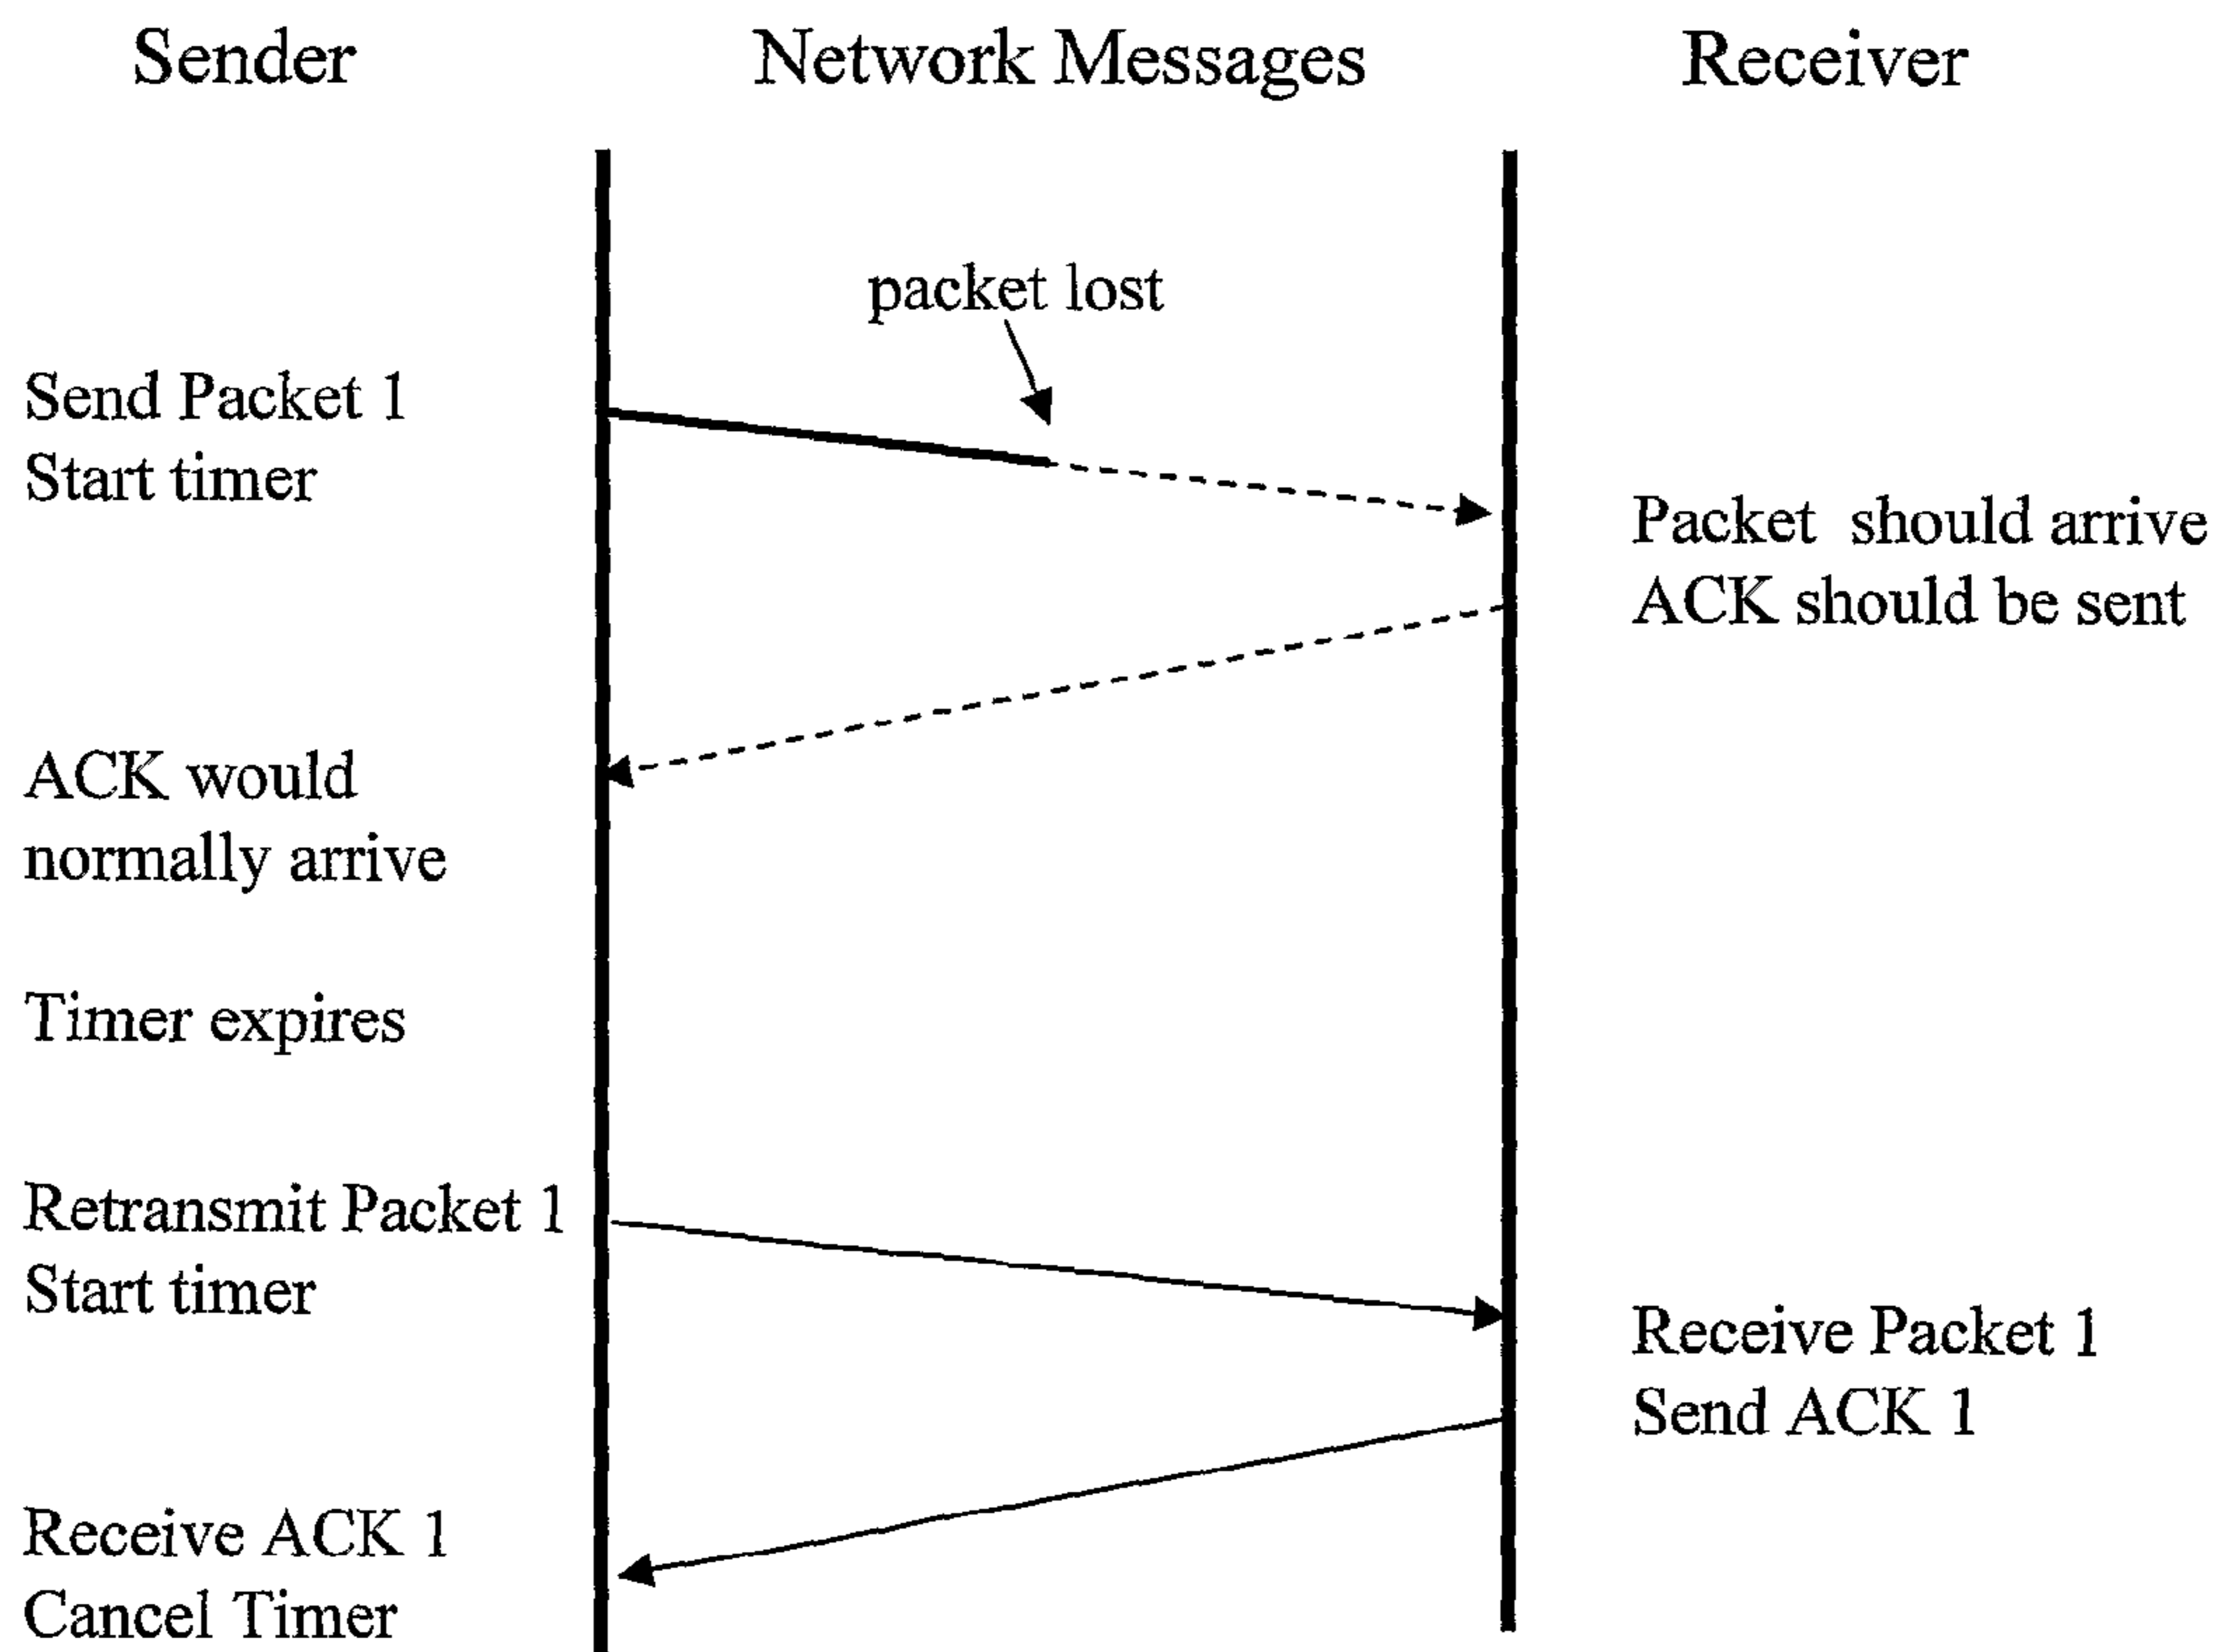 Sender
Network Messages
Receiver
packet lost
Send Packet 1
Start timer
Packet should arrive
ACK should be sent
ACK would
normally arrive
Timer expires
Retransmit Packet 1
Start timer
Receive Packet 1
Send ACK 1
Receive ACK 1
Cancel Timer